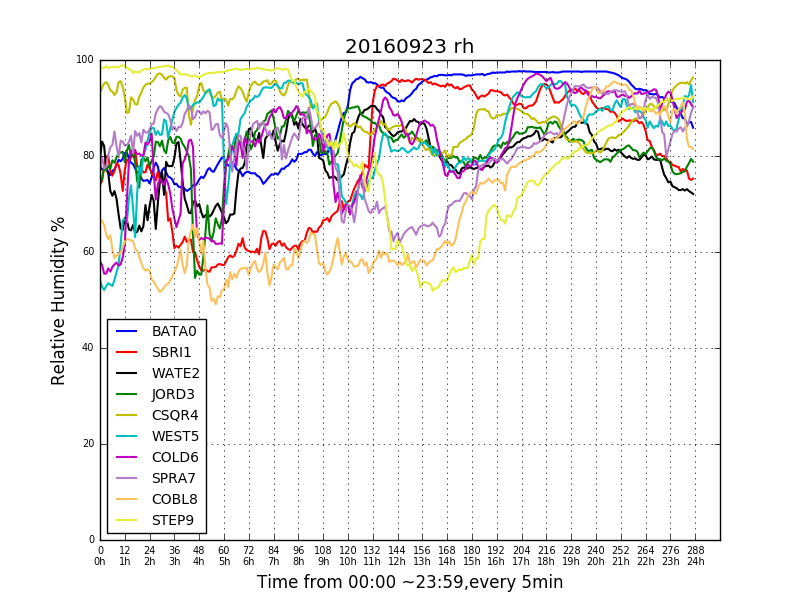 20160923 rh
Relative Humidity %
100
80
60
40
20
0
BATA0
SBRI1
WATE2
JORD3
CSQR4
WEST5
COLD6
SPRA7
COBL8
STEP9
0 12 24 36 48 60 72 84 96 108 120 132 144 156 168 180 192 204 216 228 240 252 264 276 288
0h 1h 2h 3h 4h 5h 6h 7h 8h 9h 10h 11h 12h 13h 14h 15h 16h 17h 18h 19h 20h 21h 22h 23h 24h
Time from 00:00 ~23:59,every 5min